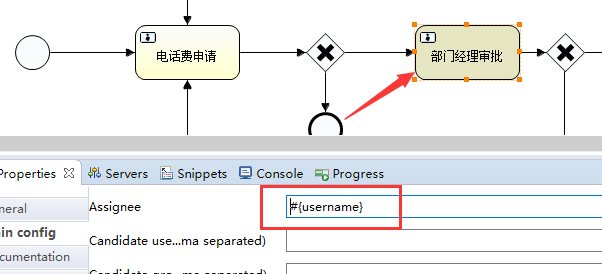 电话费申请
部门经理审批
Properties Servers Snippets Console Progress
neral
Assignee #{username}
in config
Candidate use...ma separated)
cumentation
Candidate gro...ma separated)